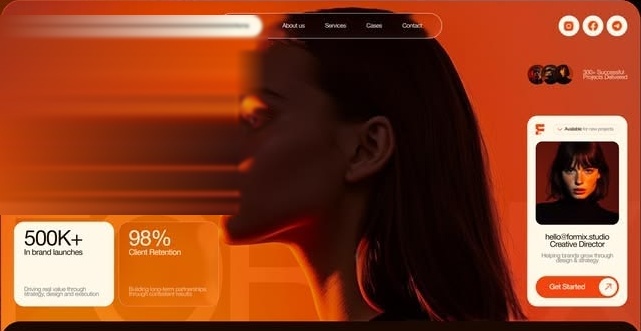 About us
Services
Cases
Contact
300+ Successful
Projects Delivered
Available for new projects
500K+
In brand launches
Driving real value through
strategy, design and execution
98%
Client Retention
Building long-term partnerships
through consistent results
hello@formix.studio
Creative Director
Helping brands grow through
design & strategy
Get Started